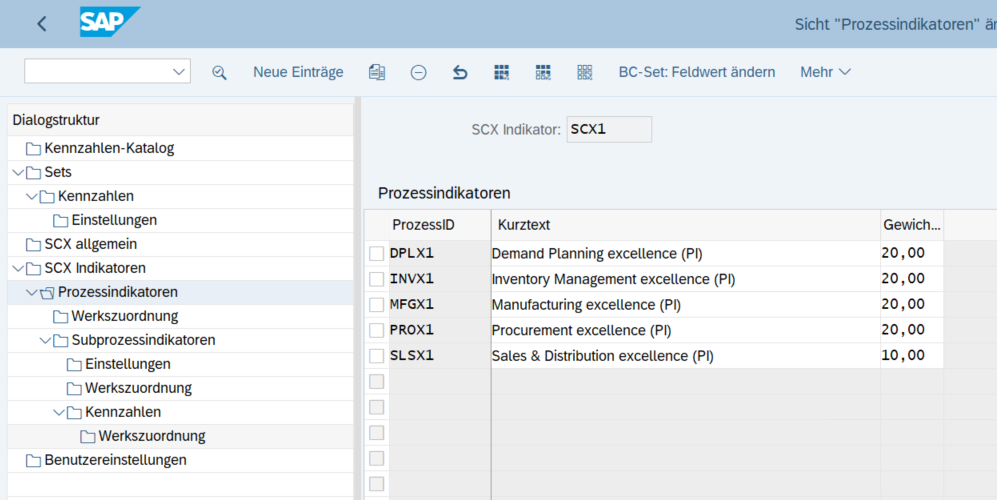 SAP
Sicht "Prozessindikatoren" är
Neue Einträge
BC-Set: Feldwert ändern
Mehr
Dialogstruktur
Kennzahlen-Katalog
Sets
Kennzahlen
Einstellungen
SCX allgemein
SCX Indikatoren
Prozessindikatoren
Werkszuordnung
Subprozessindikatoren
Einstellungen
Werkszuordnung
Kennzahlen
Werkszuordnung
Benutzereinstellungen
SCX Indikator: SCX1
Prozessindikatoren
ProzessID Kurztext Gewich...
DPLX1 Demand Planning excellence (PI) 20,00
INVX1 Inventory Management excellence (PI) 20,00
MFGX1 Manufacturing excellence (PI) 20,00
PROX1 Procurement excellence (PI) 20,00
SLSX1 Sales & Distribution excellence (PI) 10,00